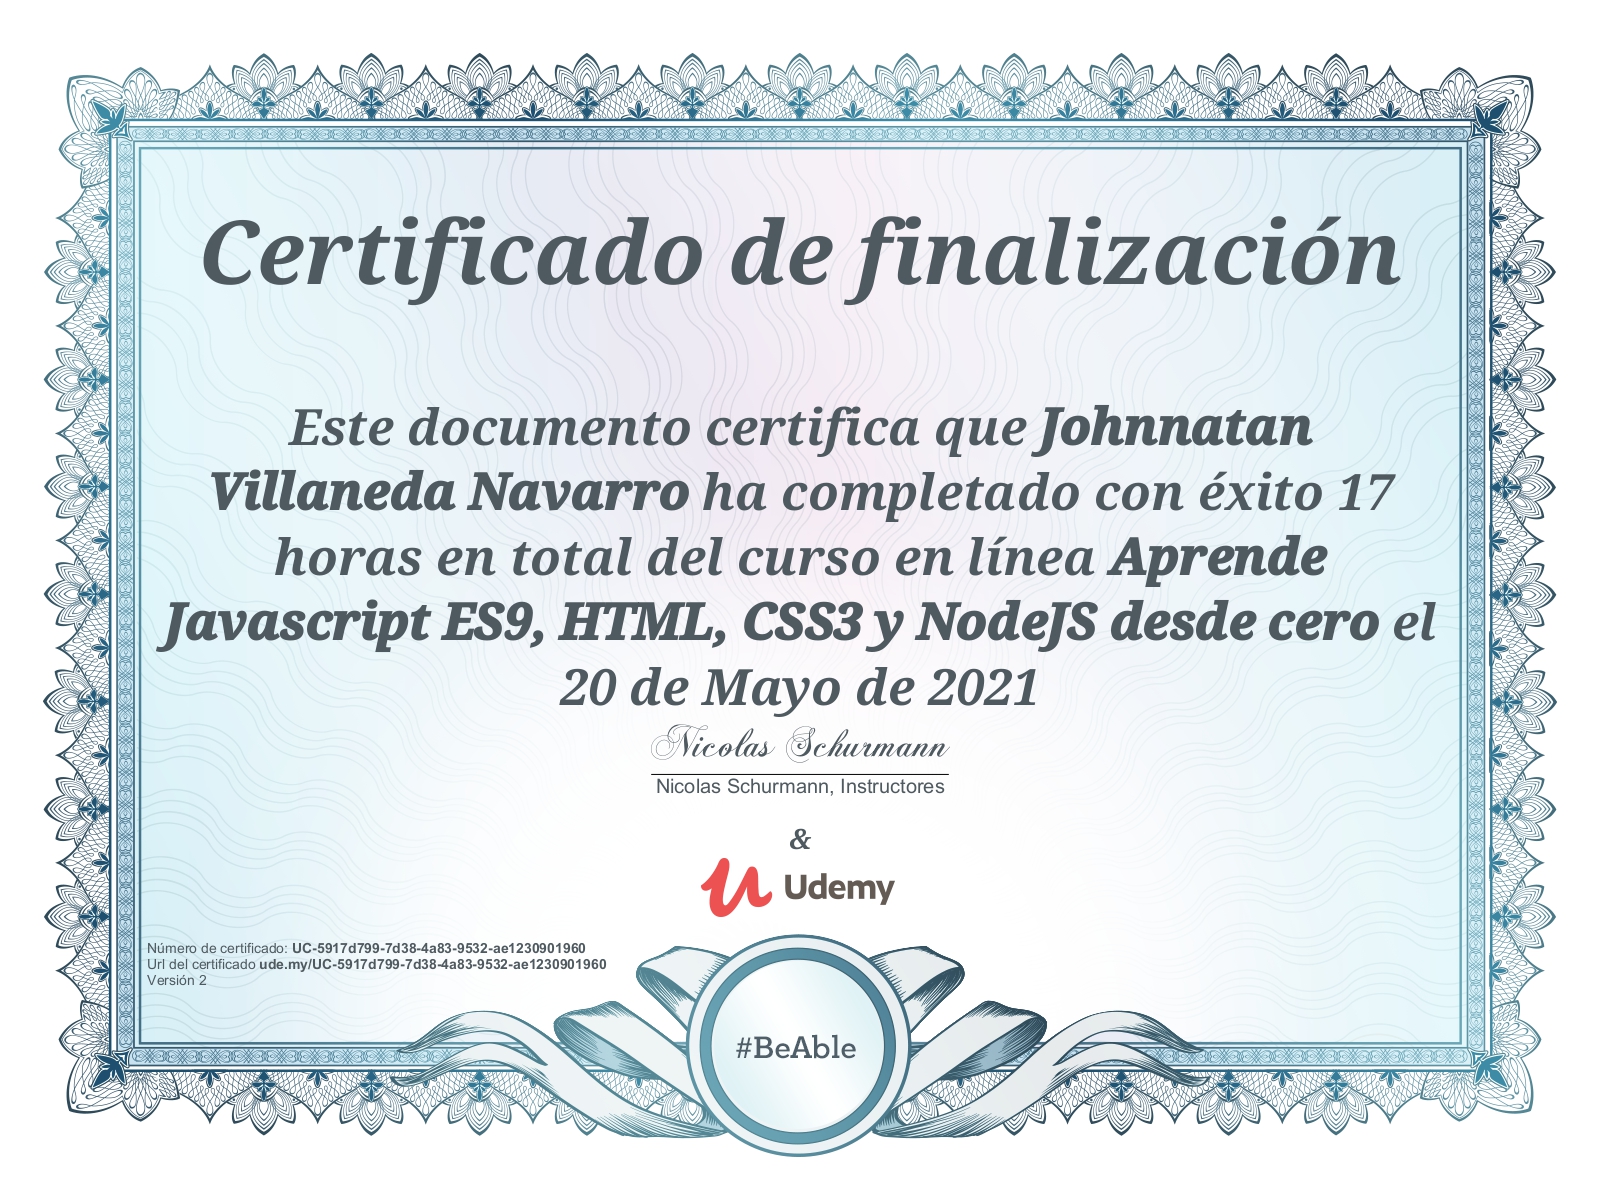 Certificado de finalización
Este documento certifica que Johnnatan
Villaneda Navarro ha completado con éxito 17
horas en total del curso en línea Aprende
Javascript ES9, HTML, CSS3 y NodeJS desde cero el
20 de Mayo de 2021
Nicolas Schurmann
Nicolas Schurmann, Instructores
&
Udemy
Número de certificado: UC-5917d799-7d38-4a83-9532-ae1230901960
Url del certificado ude.my/UC-5917d799-7d38-4a83-9532-ae1230901960
Versión 2
#BeAble